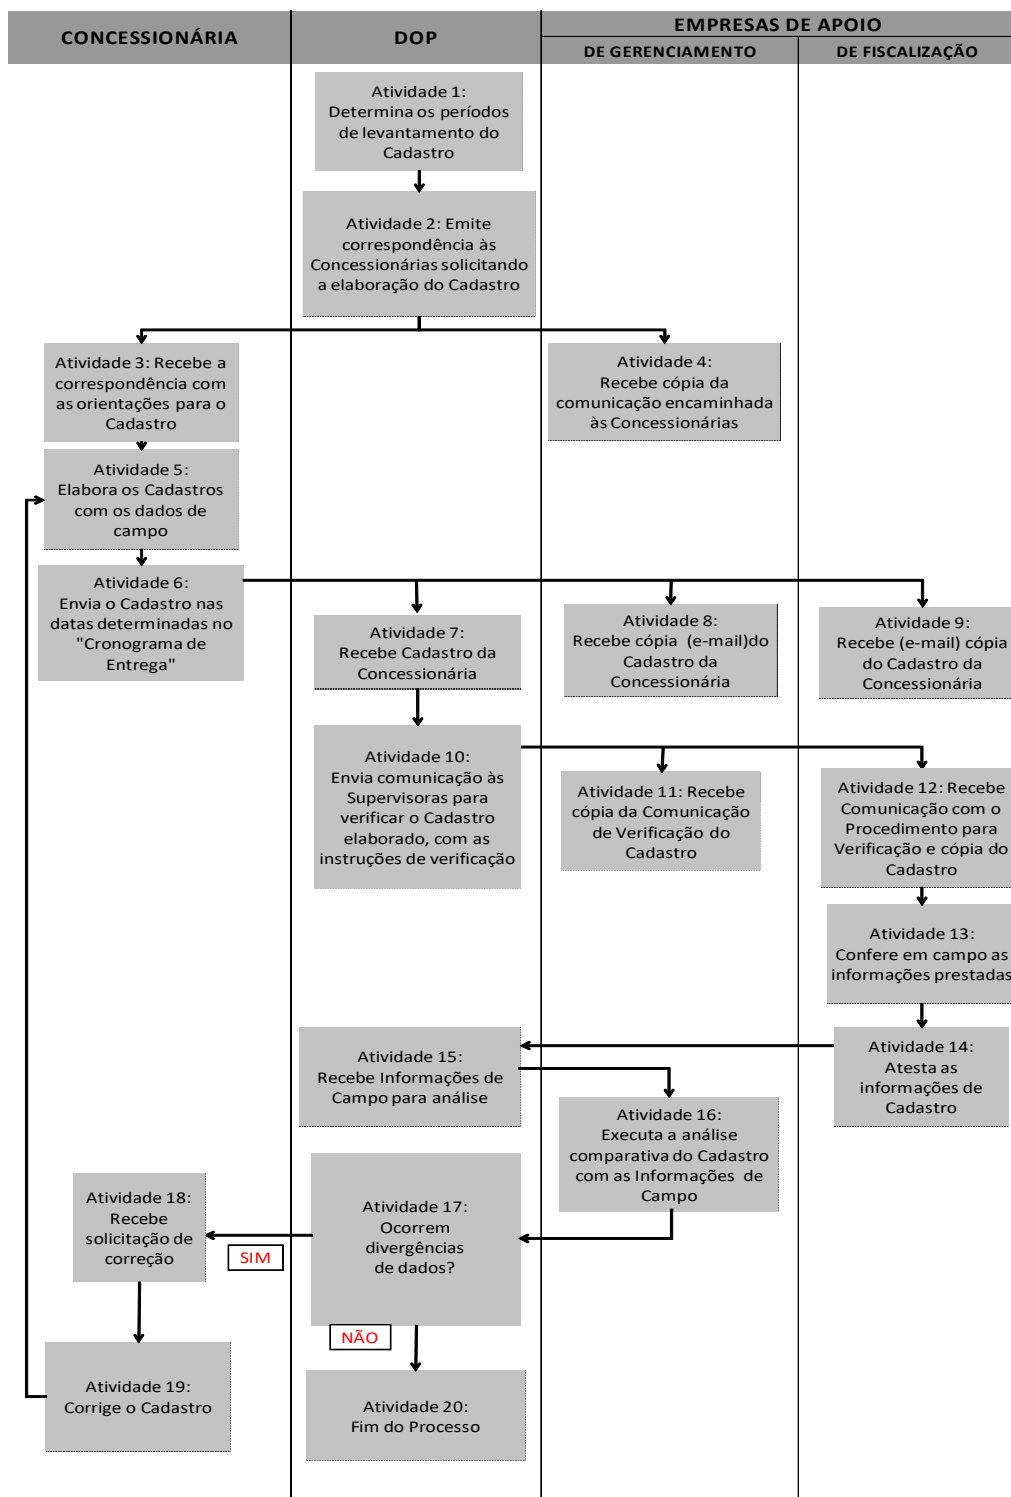 CONCESSIONÁRIA
DOP
EMPRESAS DE APOIO
DE GERENCIAMENTO
DE FISCALIZAÇÃO
Atividade 1:
Determina os períodos
de levantamento do
Cadastro
Atividade 2: Emite
correspondência às
Concessionárias solicitando
a elaboração do Cadastro
Atividade 3: Recebe a
correspondência com
as orientações para o
Cadastro
Atividade 4:
Recebe cópia da
comunicação encaminhada
às Concessionárias
Atividade 5:
Elabora os Cadastros
com os dados de
campo
Atividade 6:
Envia o Cadastro nas
datas determinadas no
"Cronograma de
Entrega"
Atividade 7:
Recebe Cadastro da
Concessionária
Atividade 8:
Recebe cópia (e-mail)do
Cadastro da
Concessionária
Atividade 9:
Recebe (e-mail) cópia
do Cadastro da
Concessionária
Atividade 10:
Envia comunicação às
Supervisoras para
verificar o Cadastro
elaborado, com as
instruções de verificação
Atividade 11: Recebe
cópia da Comunicação
de Verificação do
Cadastro
Atividade 12: Recebe
Comunicação com o
Procedimento para
Verificação e cópia do
Cadastro
Atividade 13:
Confere em campo as
informações prestadas
Atividade 14:
Atesta as
informações de
Cadastro
Atividade 15:
Recebe Informações de
Campo para análise
Atividade 16:
Executa a análise
comparativa do Cadastro
com as Informações de
Campo
Atividade 17:
Ocorrem
divergências
de dados?
Atividade 18:
Recebe
solicitação de
correção
SIM
NÃO
Atividade 19:
Corrige o Cadastro
Atividade 20:
Fim do Processo